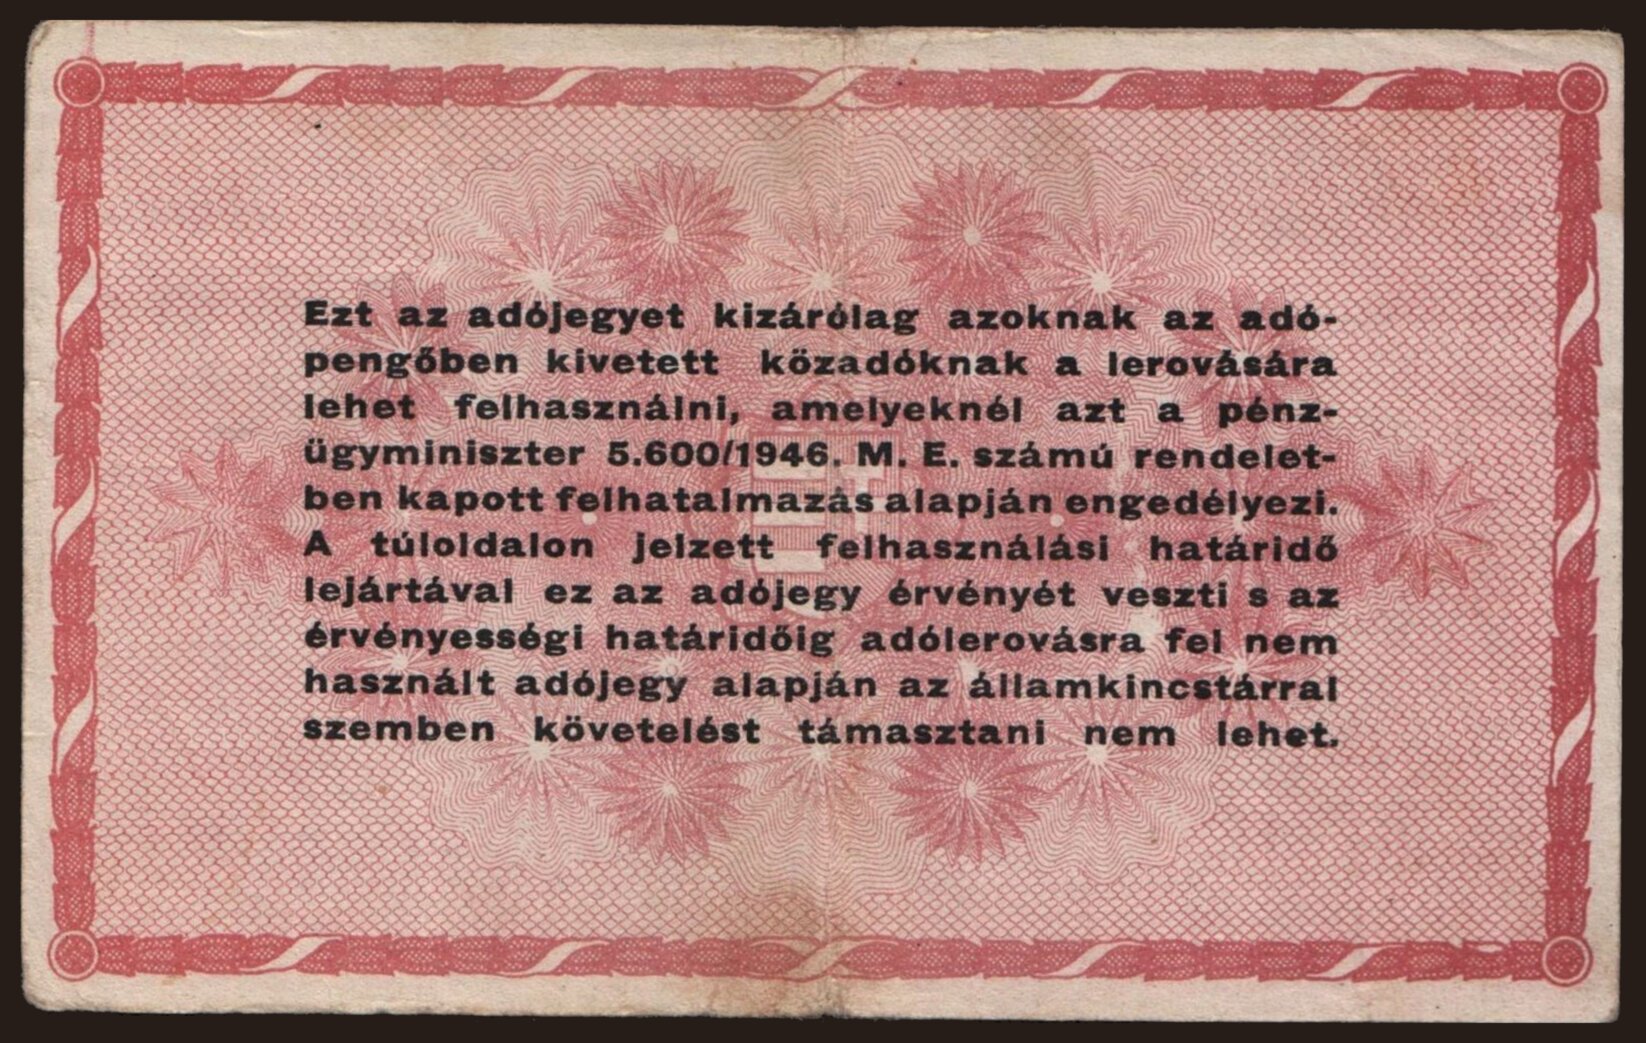 Ezt az adójegyet kizárólag azoknak az adó-
pengőben kivetett közadóknak a lerovására
lehet felhasználni, amelyeknél azt a pénz-
ügyminiszter 5.600/1946. M. E. számú rendelet-
ben kapott felhatalmazás alapján engedélyezi.
A túloldalon jelzett felhasználási határidő
lejártával ez az adójegy érvényét veszti s az
érvényességi határidőig adólerovásra fel nem
használt adójegy alapján az államkincstárral
szemben követelést támasztani nem lehet.